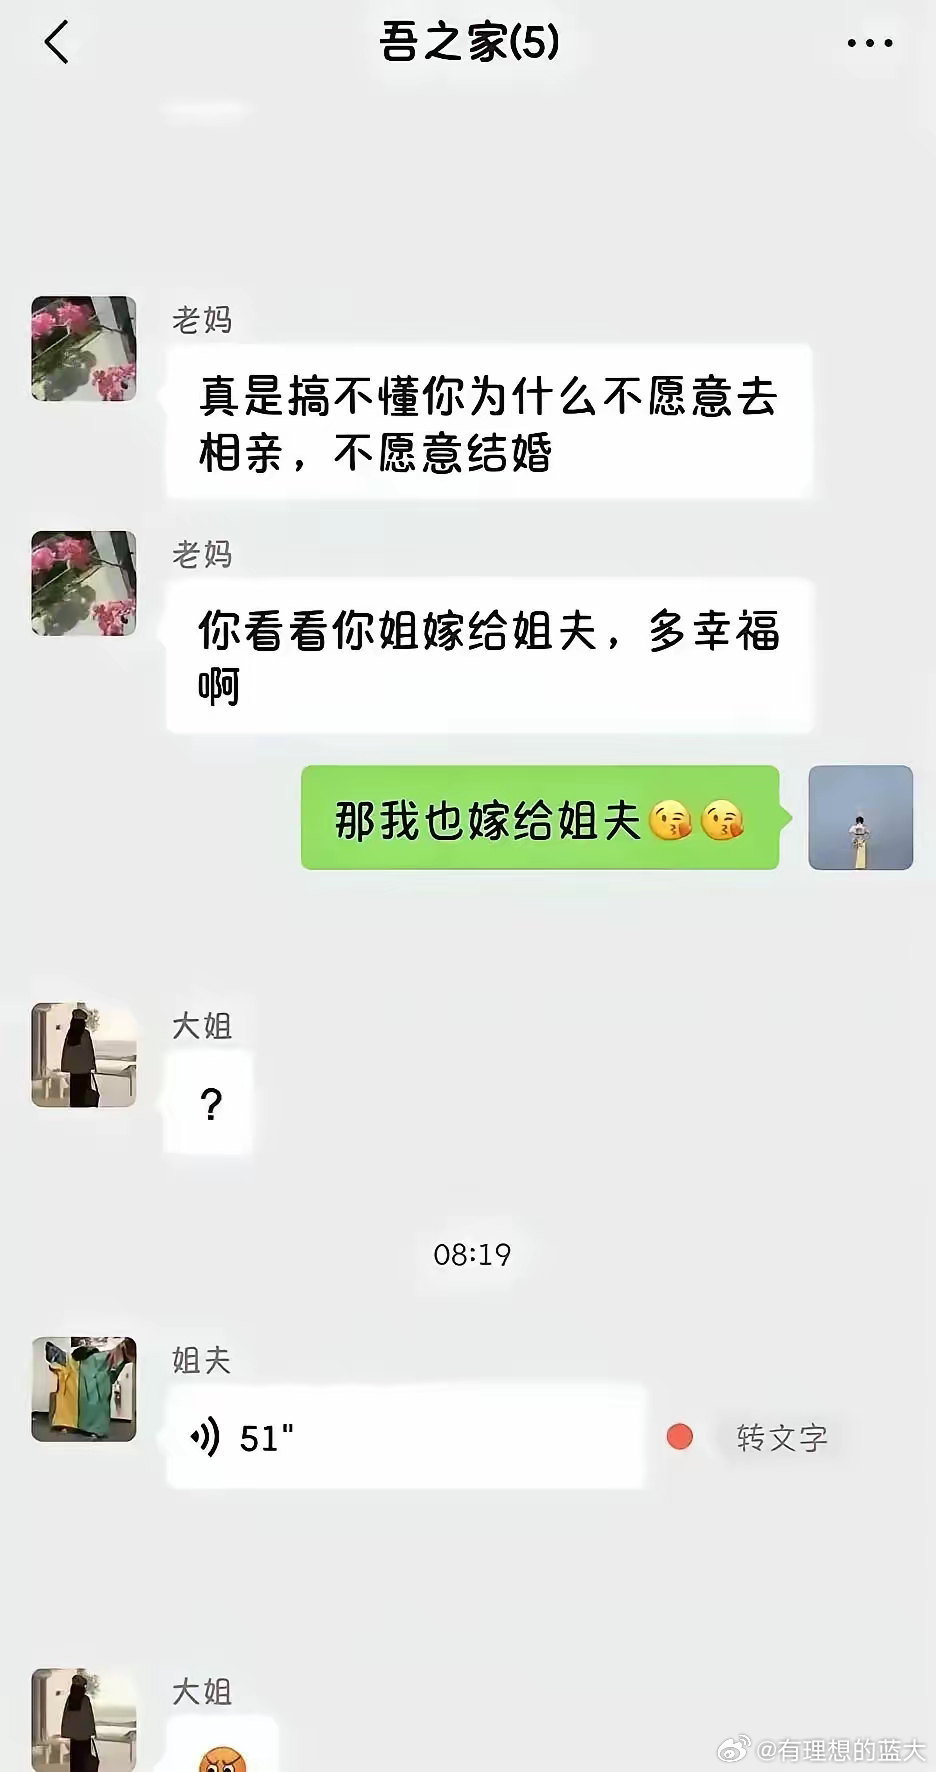 吾之家(5)
老妈
真是搞不懂你为什么不愿意去
相亲，不愿意结婚
老妈
你看看你姐嫁给姐夫，多幸福
啊
那我也嫁给姐夫😘😘
大姐
?
08:19
姐夫
51"
转文字
大姐
@有理想的蓝大